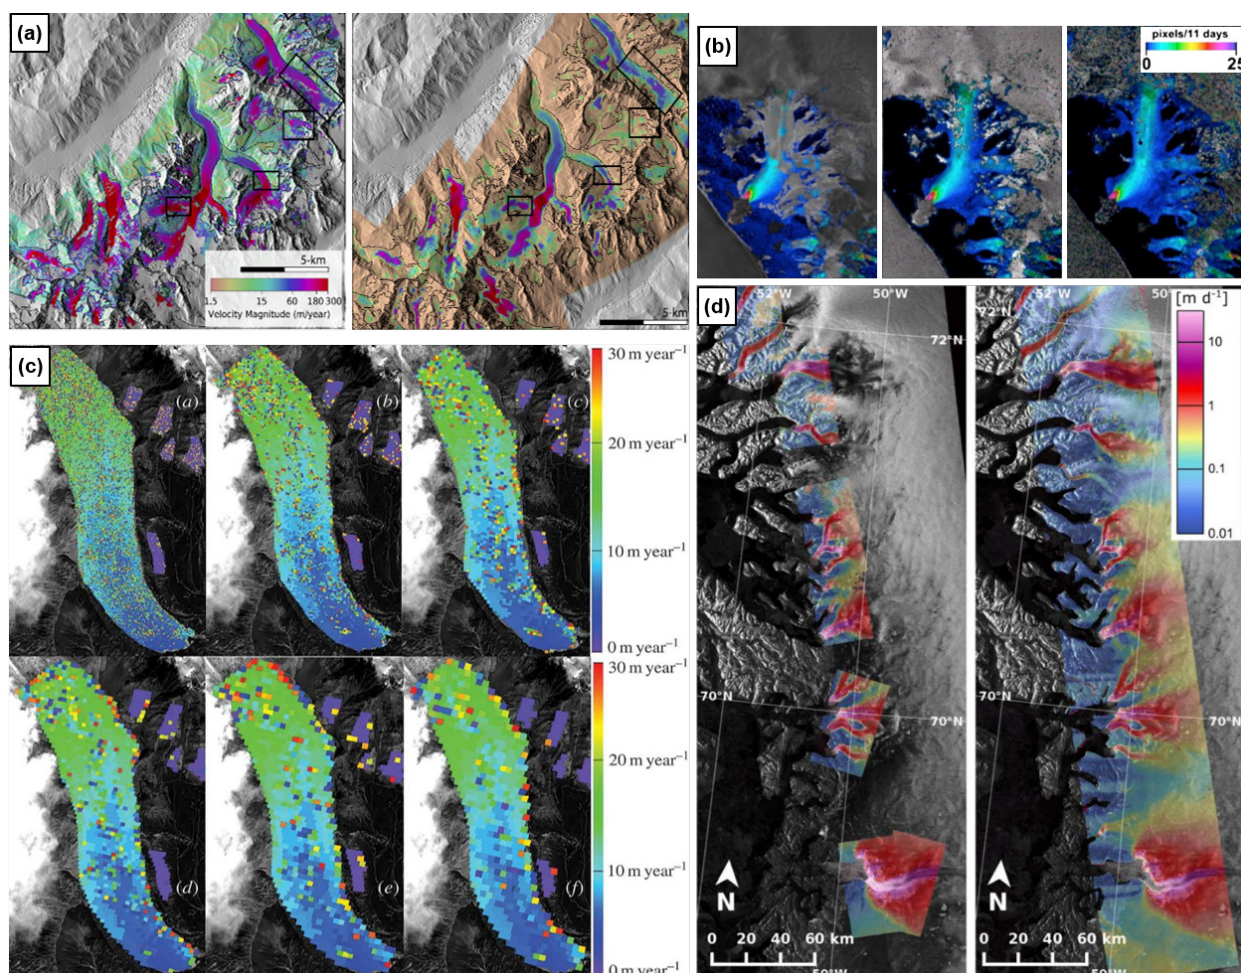 (a)
5-km
1.5 15 60 180 300
Velocity Magnitude (m/year)
5 km
(b)
pixels/11 days
0 25
(c)
(a)
(b)
(c)
30 m year⁻¹
20 m year⁻¹
10 m year⁻¹
0 m year⁻¹
(d)
(e)
(f)
30 m year⁻¹
20 m year⁻¹
10 m year⁻¹
0 m year⁻¹
(d)
52°W
50°W
72°N
70°N
70°N
N
0 20 40 60 km
50°W
52°W
50°
72°N
72°N
[m d⁻¹]
10
1
0.1
0.01
70°N
70°N
N
0 20 40 60 km
50°W